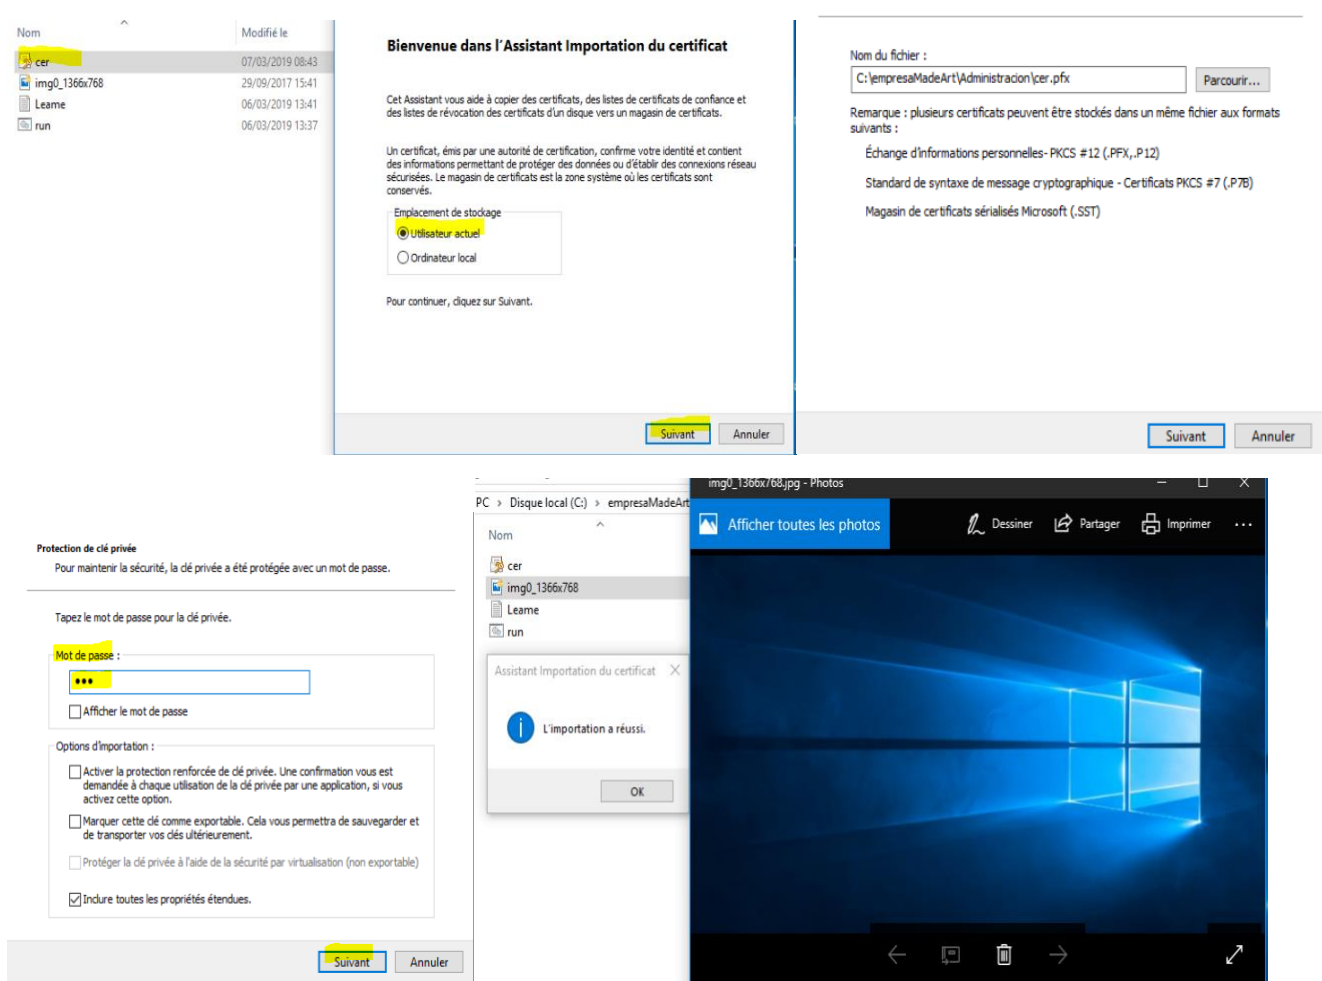 Nom Modifié le
cer 07/03/2019 08:43
img0_1366x768 29/09/2017 15:41
Leame 06/03/2019 13:41
run 06/03/2019 13:37
Bienvenue dans l'Assistant Importation du certificat
Cet Assistant vous aide à copier des certificats, des listes de certificats de confiance et
des listes de révocation des certificats d'un disque vers un magasin de certificats.
Un certificat, émis par une autorité de certification, confirme votre identité et contient
des informations permettant de protéger des données ou d'établir des connexions réseau
sécurisées. Le magasin de certificats est la zone système où les certificats sont
conservés.
Emplacement de stockage
Utilisateur actuel
Ordinateur local
Pour continuer, cliquez sur Suivant.
Suivant Annuler
Nom du fichier :
C:\empresaMadeArt\Administracion\cer.pfx Parcourir...
Remarque : plusieurs certificats peuvent être stockés dans un même fichier aux formats
suivants :
Échange d'informations personnelles- PKCS #12 (.PFX,.P12)
Standard de syntaxe de message cryptographique - Certificats PKCS #7 (.P7B)
Magasin de certificats sérialisés Microsoft (.SST)
Suivant Annuler
Protection de clé privée
Pour maintenir la sécurité, la clé privée a été protégée avec un mot de passe.
Tapez le mot de passe pour la clé privée.
Mot de passe :
•••
Afficher le mot de passe
Options d'importation :
Activer la protection renforcée de clé privée. Une confirmation vous est
demandée à chaque utilisation de la clé privée par une application, si vous
activez cette option.
Marquer cette clé comme exportable. Cela vous permettra de sauvegarder et
de transporter vos clés ultérieurement.
Protéger la clé privée à l'aide de la sécurité par virtualisation (non exportable)
Inclure toutes les propriétés étendues.
Suivant Annuler
PC > Disque local (C:) > empresaMadeArt
Nom
cer
img0_1366x768
Leame
run
Assistant Importation du certificat
L'importation a réussi.
OK
img0_1366x768.jpg - Photos
Afficher toutes les photos Dessiner Partager Imprimer ...